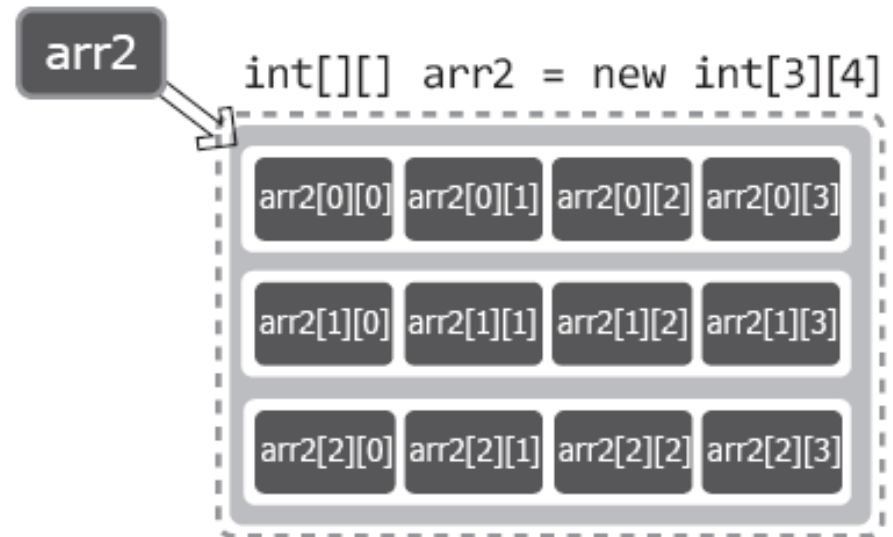 arr2
int[][] arr2 = new int[3][4]
arr2[0][0] arr2[0][1] arr2[0][2] arr2[0][3]
arr2[1][0] arr2[1][1] arr2[1][2] arr2[1][3]
arr2[2][0] arr2[2][1] arr2[2][2] arr2[2][3]